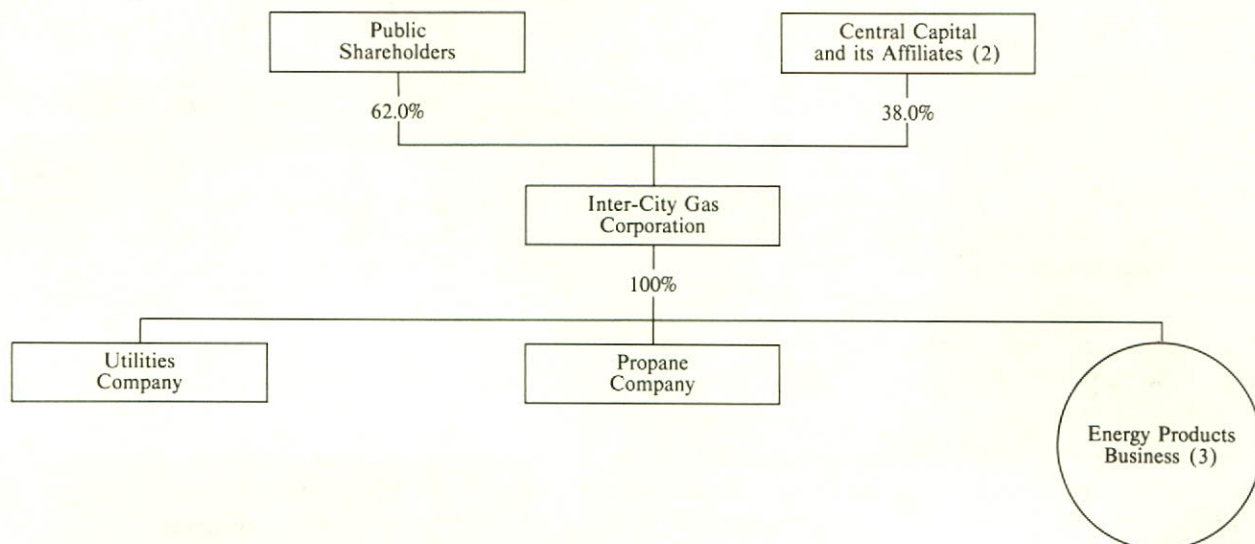 Public
Shareholders
Central Capital
and its Affiliates (2)
62.0%
38.0%
Inter-City Gas
Corporation
100%
Utilities
Company
Propane
Company
Energy Products
Business (3)